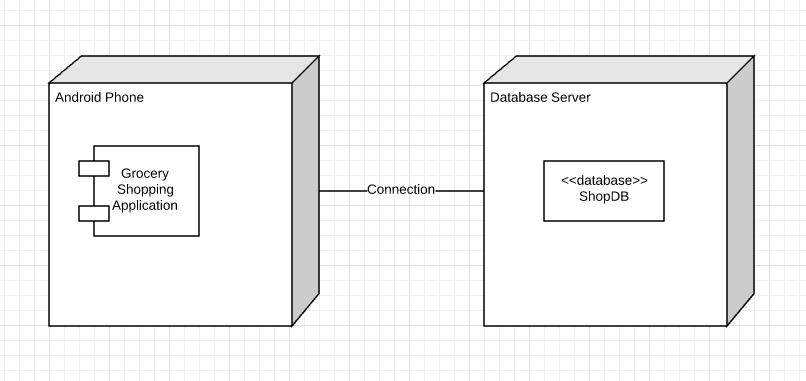 Android Phone
Grocery
Shopping
Application
Connection
Database Server
<<database>>
ShopDB